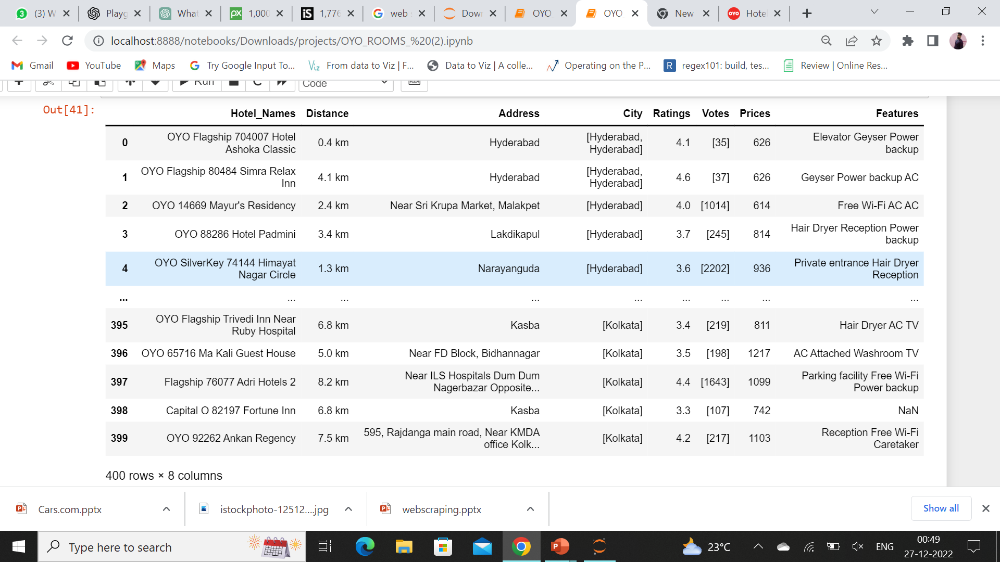 3 (3) W
Playg
What
px 1,000
iS 1,776
web s
Down
OYO_
OYO_
New
OYO Hotel
localhost:8888/notebooks/Downloads/projects/OYO_ROOMS_%20(2).ipynb
Gmail YouTube Maps Try Google Input To... From data to Viz | F... Data to Viz | A colle... Operating on the P... R regex101: build, tes... Review | Online Res...
Run Code
Out[41]:
Hotel_Names Distance Address City Ratings Votes Prices Features
0 OYO Flagship 704007 Hotel Ashoka Classic 0.4 km Hyderabad [Hyderabad, Hyderabad] 4.1 [35] 626 Elevator Geyser Power backup
1 OYO Flagship 80484 Simra Relax Inn 4.1 km Hyderabad [Hyderabad, Hyderabad] 4.6 [37] 626 Geyser Power backup AC
2 OYO 14669 Mayur's Residency 2.4 km Near Sri Krupa Market, Malakpet [Hyderabad] 4.0 [1014] 614 Free Wi-Fi AC AC
3 OYO 88286 Hotel Padmini 3.4 km Lakdikapul [Hyderabad] 3.7 [245] 814 Hair Dryer Reception Power backup
4 OYO SilverKey 74144 Himayat Nagar Circle 1.3 km Narayanguda [Hyderabad] 3.6 [2202] 936 Private entrance Hair Dryer Reception
... ... ... ... ... ... ... ... ...
395 OYO Flagship Trivedi Inn Near Ruby Hospital 6.8 km Kasba [Kolkata] 3.4 [219] 811 Hair Dryer AC TV
396 OYO 65716 Ma Kali Guest House 5.0 km Near FD Block, Bidhannagar [Kolkata] 3.5 [198] 1217 AC Attached Washroom TV
397 Flagship 76077 Adri Hotels 2 8.2 km Near ILS Hospitals Dum Dum Nagerbazar Opposite... [Kolkata] 4.4 [1643] 1099 Parking facility Free Wi-Fi Power backup
398 Capital O 82197 Fortune Inn 6.8 km Kasba [Kolkata] 3.3 [107] 742 NaN
399 OYO 92262 Ankan Regency 7.5 km 595, Rajdanga main road, Near KMDA office Kolk... [Kolkata] 4.2 [217] 1103 Reception Free Wi-Fi Caretaker
400 rows × 8 columns
Cars.com.pptx istockphoto-12512....jpg webscraping.pptx Show all
Type here to search 23°C ENG 00:49
27-12-2022